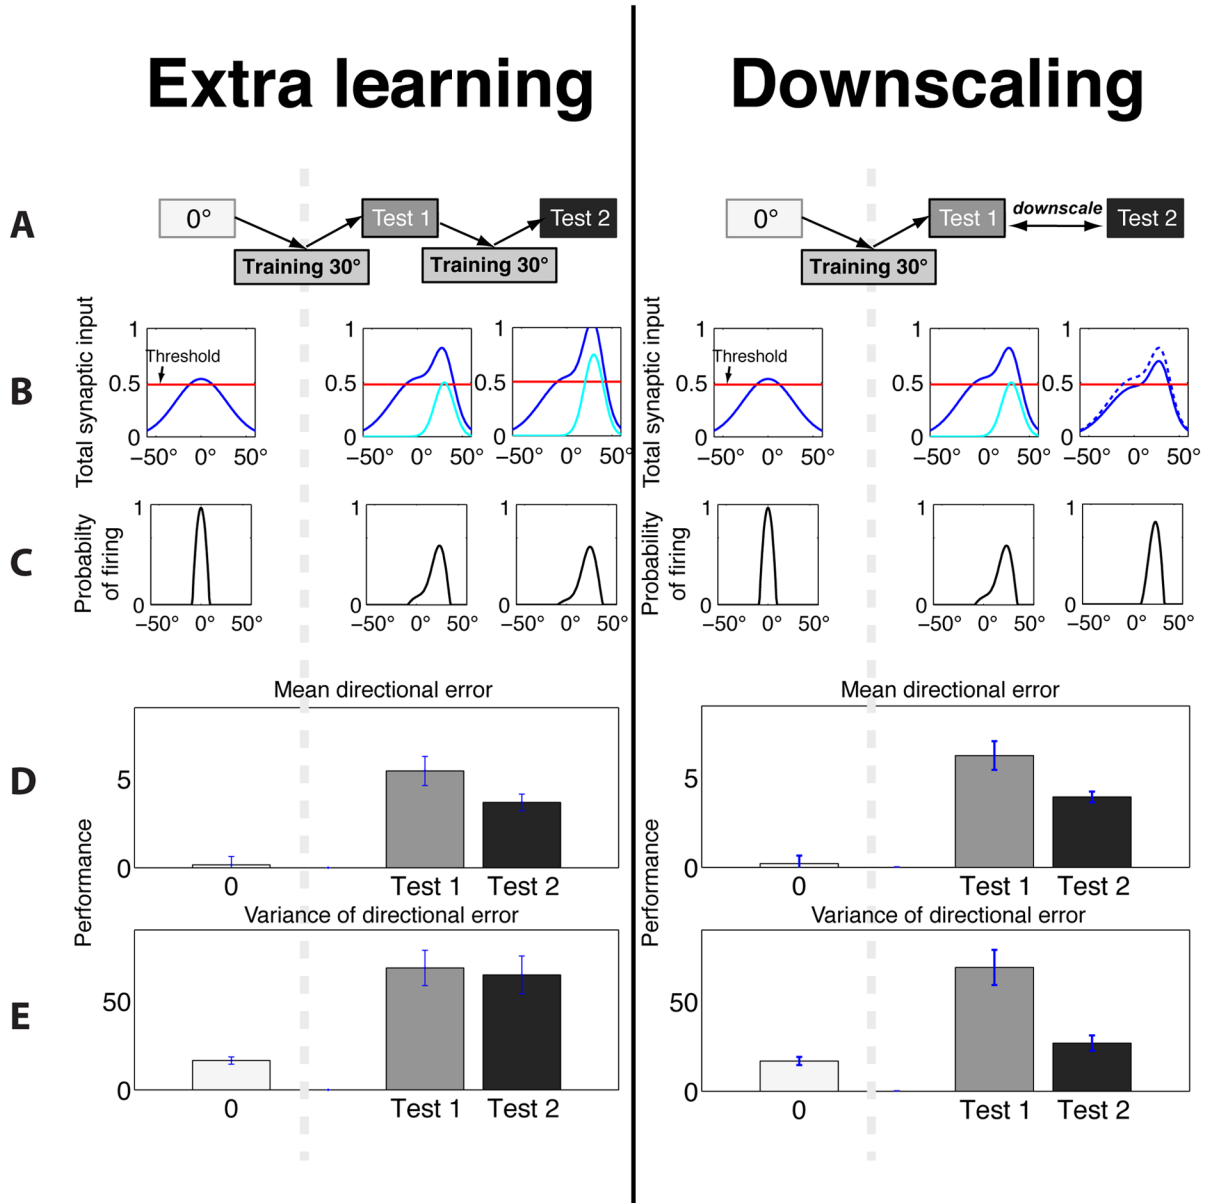 Extra learning
Downscaling
A
0°
Training 30°
Test 1
Training 30°
Test 2
0°
Training 30°
Test 1
downscale
Test 2
B
Total synaptic input
1
0.5
0
Threshold
−50° 0° 50°
1
0.5
0
−50° 0° 50°
1
0.5
0
−50° 0° 50°
Total synaptic input
1
0.5
0
Threshold
−50° 0° 50°
1
0.5
0
−50° 0° 50°
1
0.5
0
−50° 0° 50°
C
Probability
of firing
1
0
−50° 0° 50°
1
0
−50° 0° 50°
1
0
−50° 0° 50°
Probability
of firing
1
0
−50° 0° 50°
1
0
−50° 0° 50°
1
0
−50° 0° 50°
D
Mean directional error
5
0
0 Test 1 Test 2
Mean directional error
5
0
0 Test 1 Test 2
Performance
Performance
E
Variance of directional error
50
0
0 Test 1 Test 2
Variance of directional error
50
0
0 Test 1 Test 2